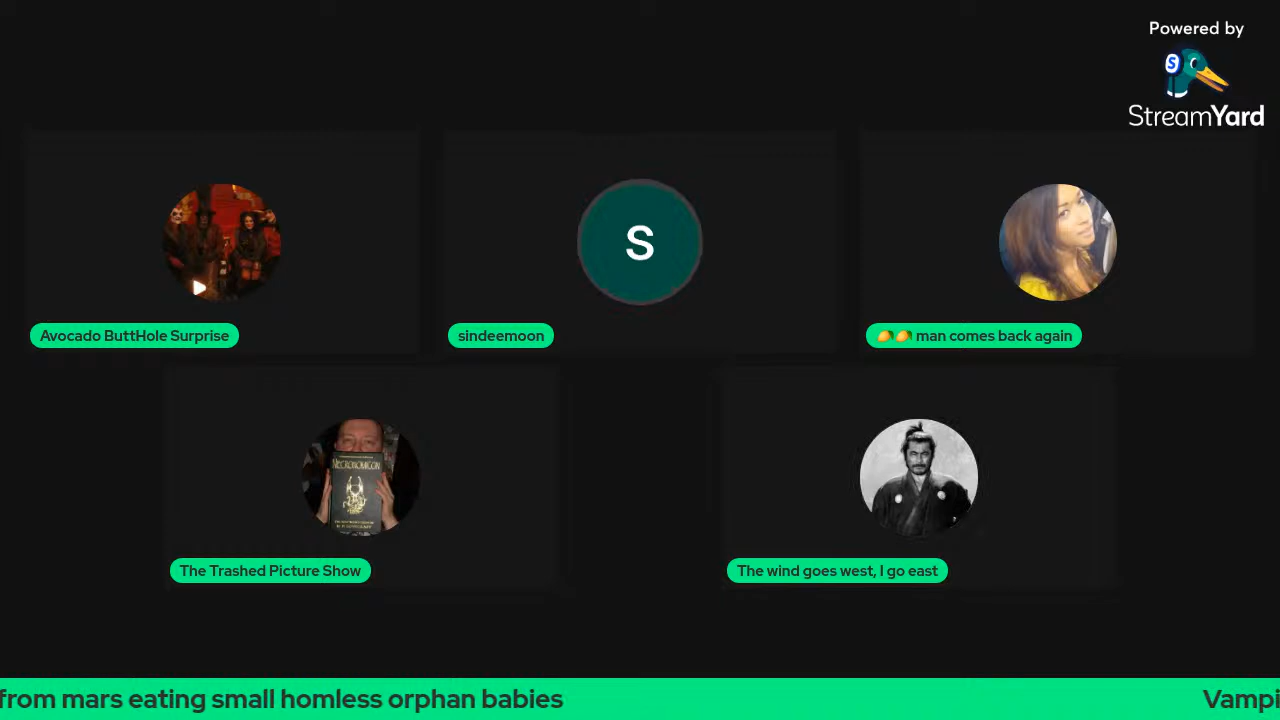 Powered by
S
StreamYard
S
Avocado ButtHole Surprise
sindeemoon
🥭🥭 man comes back again
NECRONOMICON
The Trashed Picture Show
The wind goes west, I go east
from mars eating small homless orphan babies
Vampi